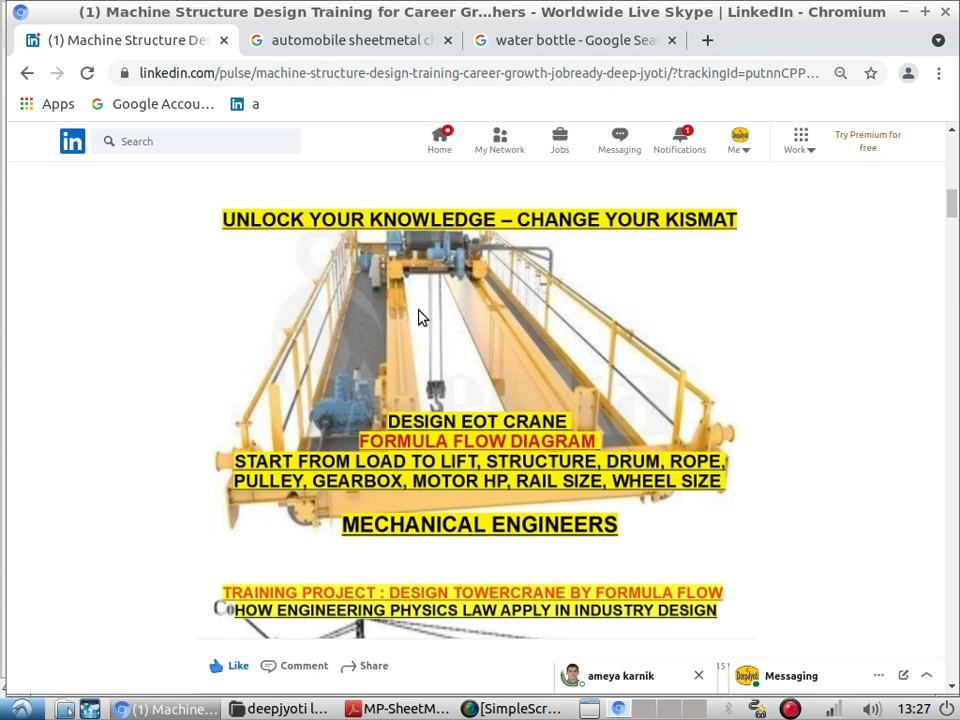 (1) Machine Structure Design Training for Career Gr...hers - Worldwide Live Skype | LinkedIn - Chromium
(1) Machine Structure Des
automobile sheetmetal c
water bottle - Google Sea
linkedin.com/pulse/machine-structure-design-training-career-growth-jobready-deep-jyoti/?trackingId=putnnCPP...
Apps
Google Accou...
a
in
Search
Home
My Network
Jobs
Messaging
1
Notifications
Me
Work
Try Premium for
free
UNLOCK YOUR KNOWLEDGE – CHANGE YOUR KISMAT
DESIGN EOT CRANE
FORMULA FLOW DIAGRAM
START FROM LOAD TO LIFT, STRUCTURE, DRUM, ROPE,
PULLEY, GEARBOX, MOTOR HP, RAIL SIZE, WHEEL SIZE
MECHANICAL ENGINEERS
TRAINING PROJECT : DESIGN TOWERCRANE BY FORMULA FLOW
Co HOW ENGINEERING PHYSICS LAW APPLY IN INDUSTRY DESIGN
Like
Comment
Share
ameya karnik
Messaging
(1) Machine...
deepjyoti l...
MP-SheetM...
[SimpleScr...
13:27